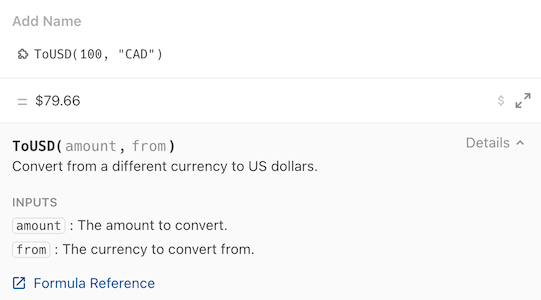 Add Name
ToUSD(100, "CAD")
= $79.66 $
ToUSD(amount, from) Details
Convert from a different currency to US dollars.
INPUTS
amount : The amount to convert.
from : The currency to convert from.
Formula Reference